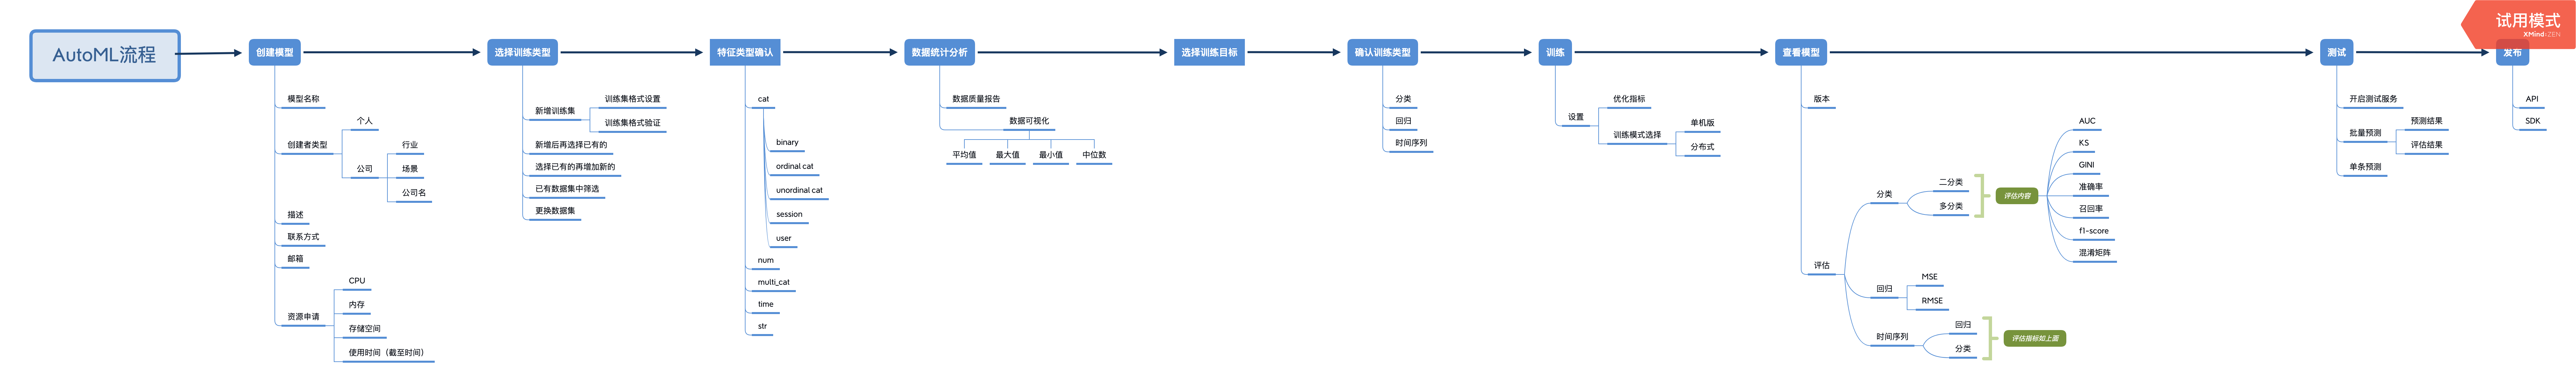 AutoML流程
创建模型
模型名称
创建者类型
个人
公司
行业
场景
公司名
描述
联系方式
邮箱
资源申请
CPU
内存
存储空间
使用时间（截至时间）
选择训练类型
新增训练集
训练集格式设置
训练集格式验证
新增后再选择已有的
选择已有的再增加新的
已有数据集中筛选
更换数据集
特征类型确认
cat
binary
ordinal cat
unordinal cat
session
user
num
multi_cat
time
str
数据统计分析
数据质量报告
数据可视化
平均值
最大值
最小值
中位数
选择训练目标
确认训练类型
分类
回归
时间序列
训练
设置
优化指标
训练模式选择
单机版
分布式
查看模型
版本
评估
分类
二分类
多分类
评估内容
AUC
KS
GINI
准确率
召回率
f1-score
混淆矩阵
回归
MSE
RMSE
时间序列
回归
分类
评估指标如上面
测试
开启测试服务
批量预测
预测结果
评估结果
单条预测
发布
API
SDK
试用模式
XMind:ZEN